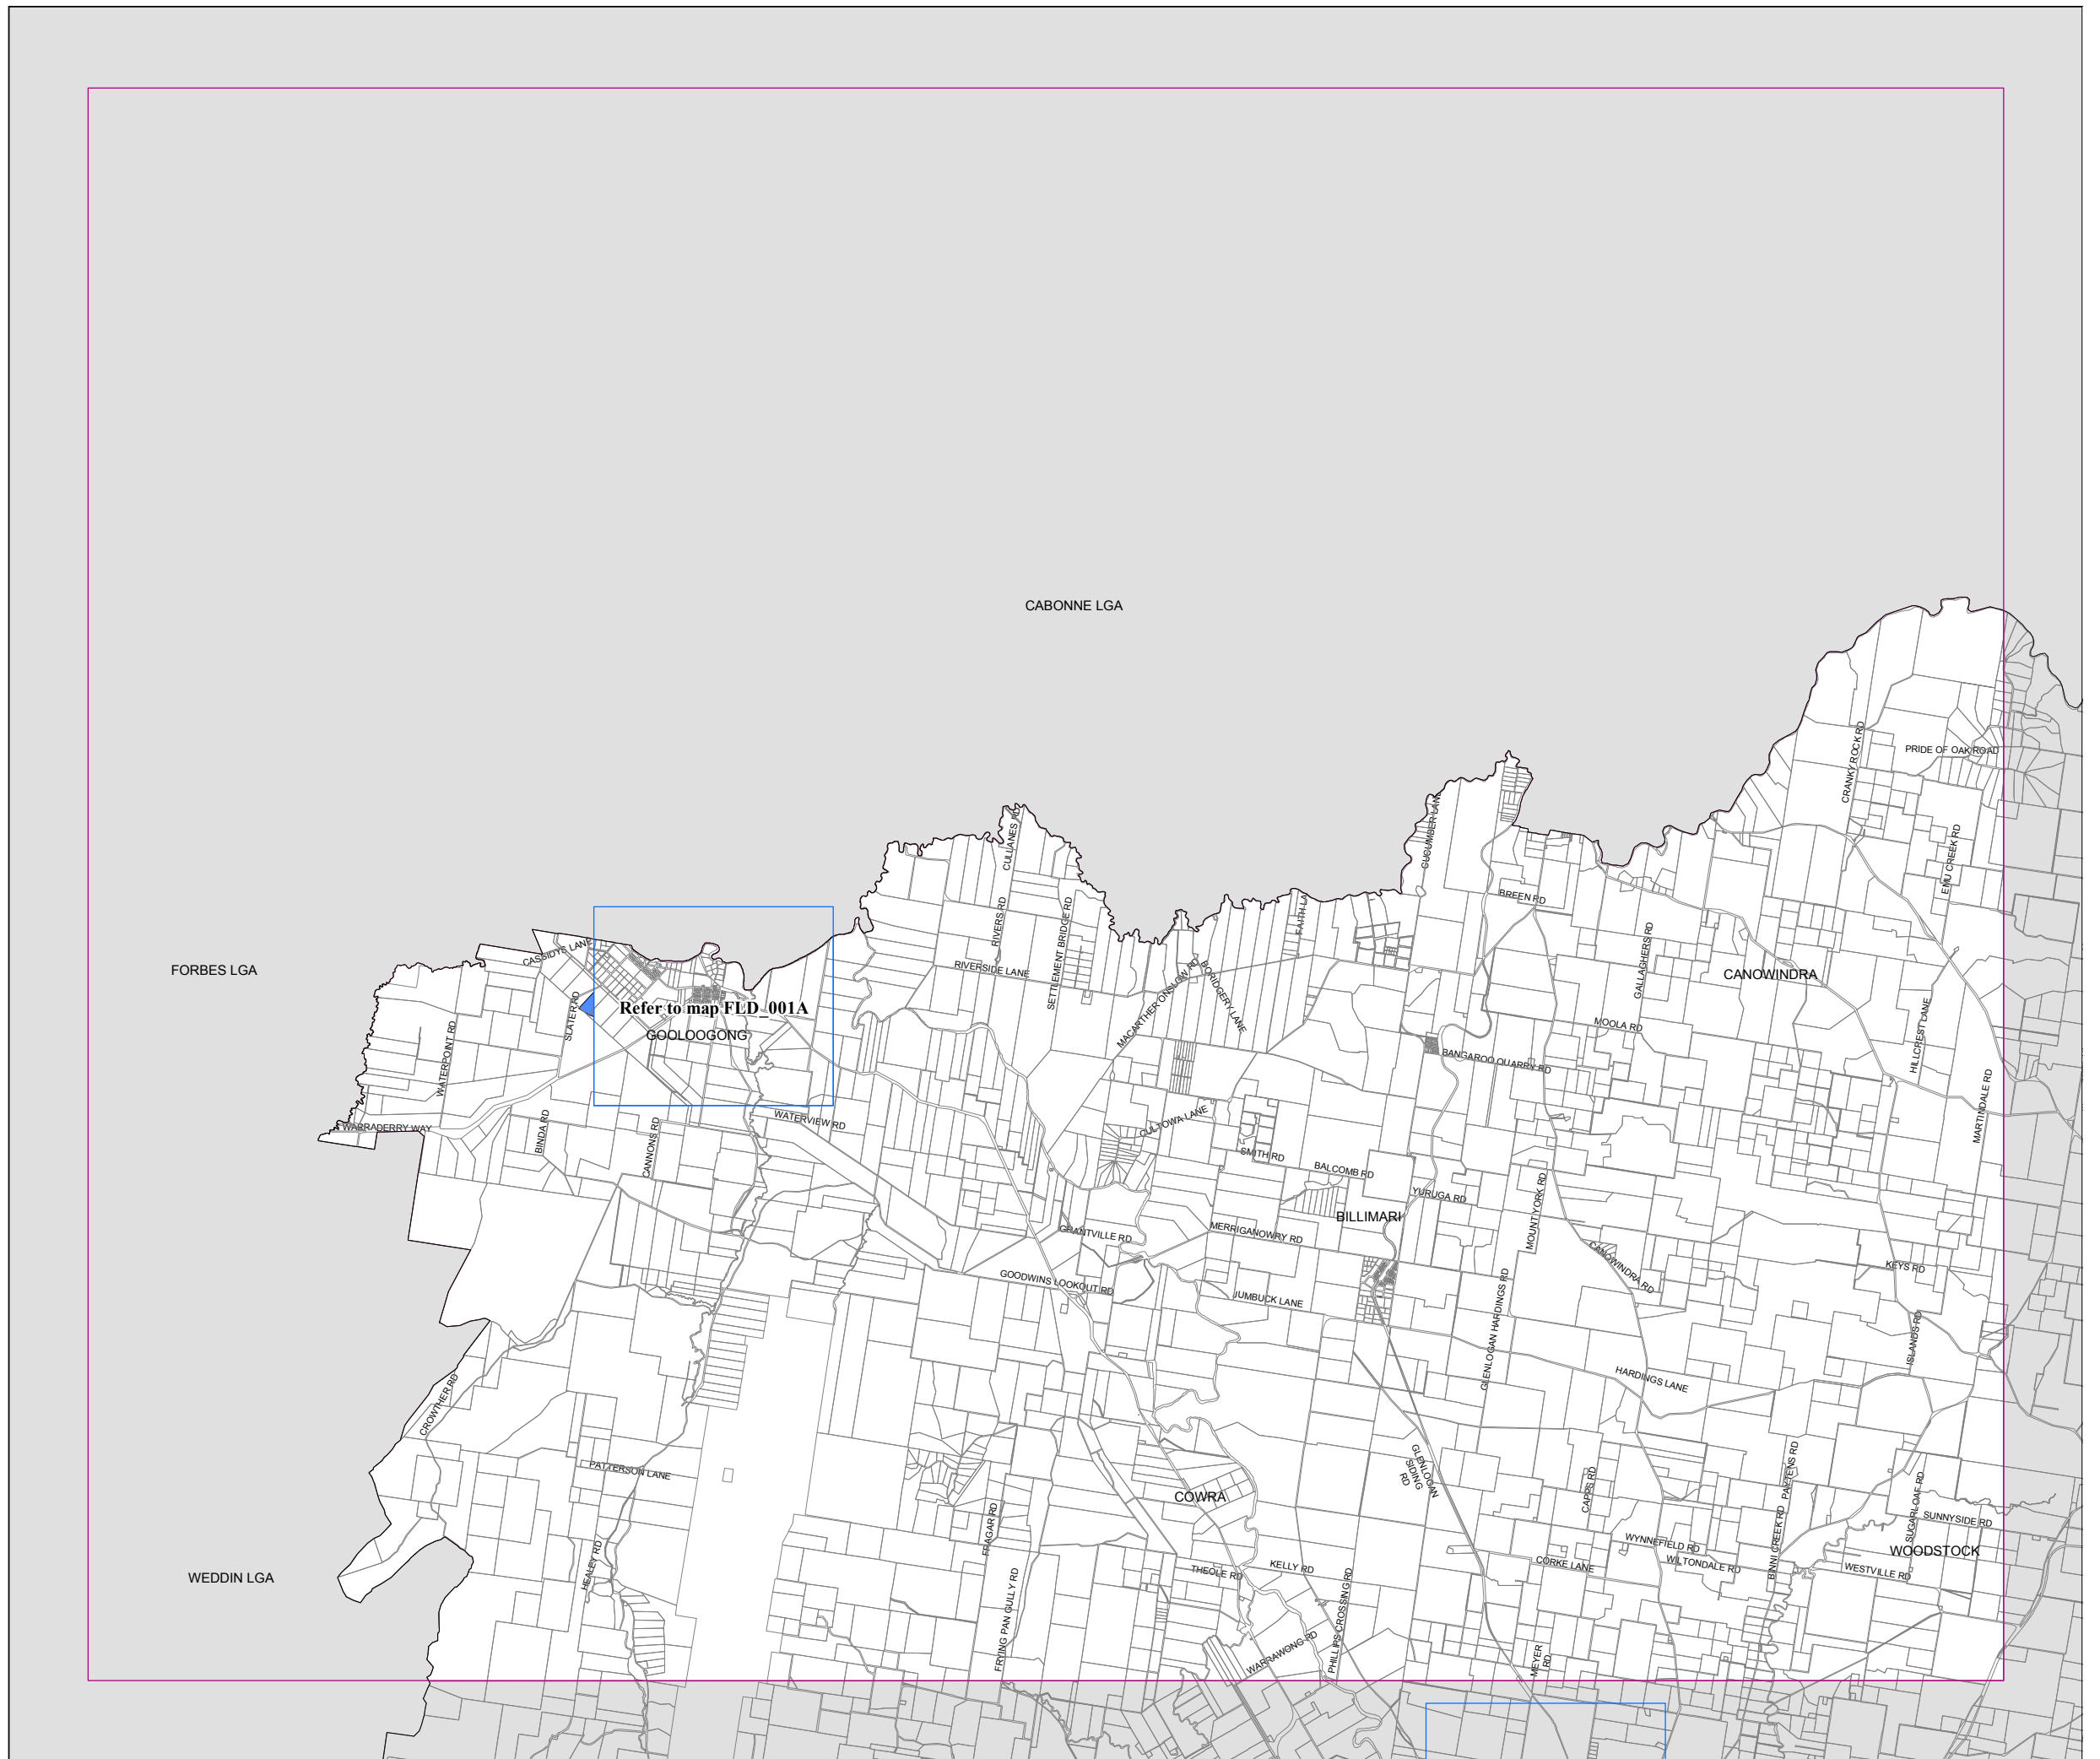 CABONNE LGA
CRANKY ROCK RD
PRIDE OF OAK ROAD
CULLANES RD
CUCUMBER LANE
EMU CREEK RD
BREEN RD
RIVERS RD
SETTLEMENT BRIDGE RD
FAITH LA
GALLAGHERS RD
CASSIDYS LANE
FORBES LGA
RIVERSIDE LANE
CANOWINDRA
MACARTHER ONSLOW RD
BORIDGERY LANE
SLATER RD
Refer to map FLD_001A
GOOLOOGONG
MOOLA RD
HILLCREST LANE
WATERPOINT RD
BANGAROO QUARRY RD
MARTINDALE RD
WATERVIEW RD
WARRADERRY WAY
BINDA RD
CANNONS RD
CULTOWA LANE
SMITH RD
BALCOMB RD
YURUGA RD
MOUNT YORK RD
BILLIMARI
GRANTVILLE RD
MERRIGANOWRY RD
CANOWINDRA RD
KEYS RD
GOODWINS LOOKOUT RD
JUMBUCK LANE
GLENLOGAN HARDINGS RD
ISLANDS RD
HARDINGS LANE
CROWTHER RD
PATTERSON LANE
GLENLOGAN
SIDING
RD
CAPPS RD
PATTENS RD
SUGARLOAF RD
COWRA
FRAGAR RD
SUNNYSIDE RD
BINNI CREEK RD
WYNNEFIELD RD
WOODSTOCK
HEALEY RD
THEOLE RD
KELLY RD
CORKE LANE
WILTONDALE RD
WESTVILLE RD
WEDDIN LGA
FRYING PAN GULLY RD
PHILLIPS CROSSING RD
WARRAWONG RD
MEYER
RD